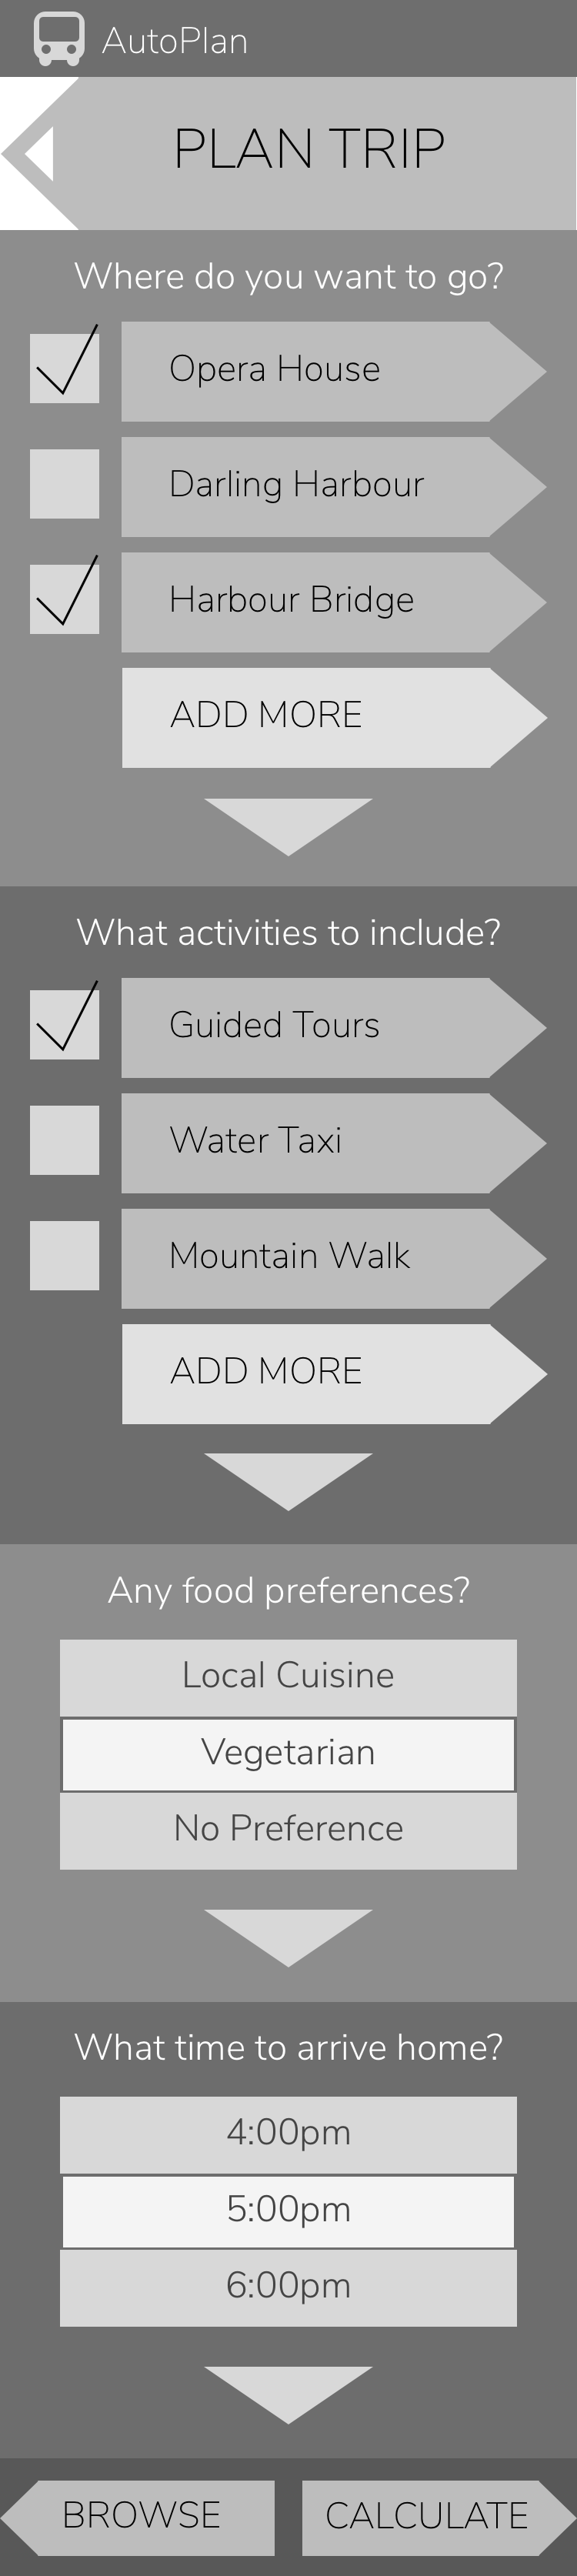 AutoPlan
PLAN TRIP
Where do you want to go?
Opera House
Darling Harbour
Harbour Bridge
ADD MORE
What activities to include?
Guided Tours
Water Taxi
Mountain Walk
ADD MORE
Any food preferences?
Local Cuisine
Vegetarian
No Preference
What time to arrive home?
4:00pm
5:00pm
6:00pm
BROWSE
CALCULATE